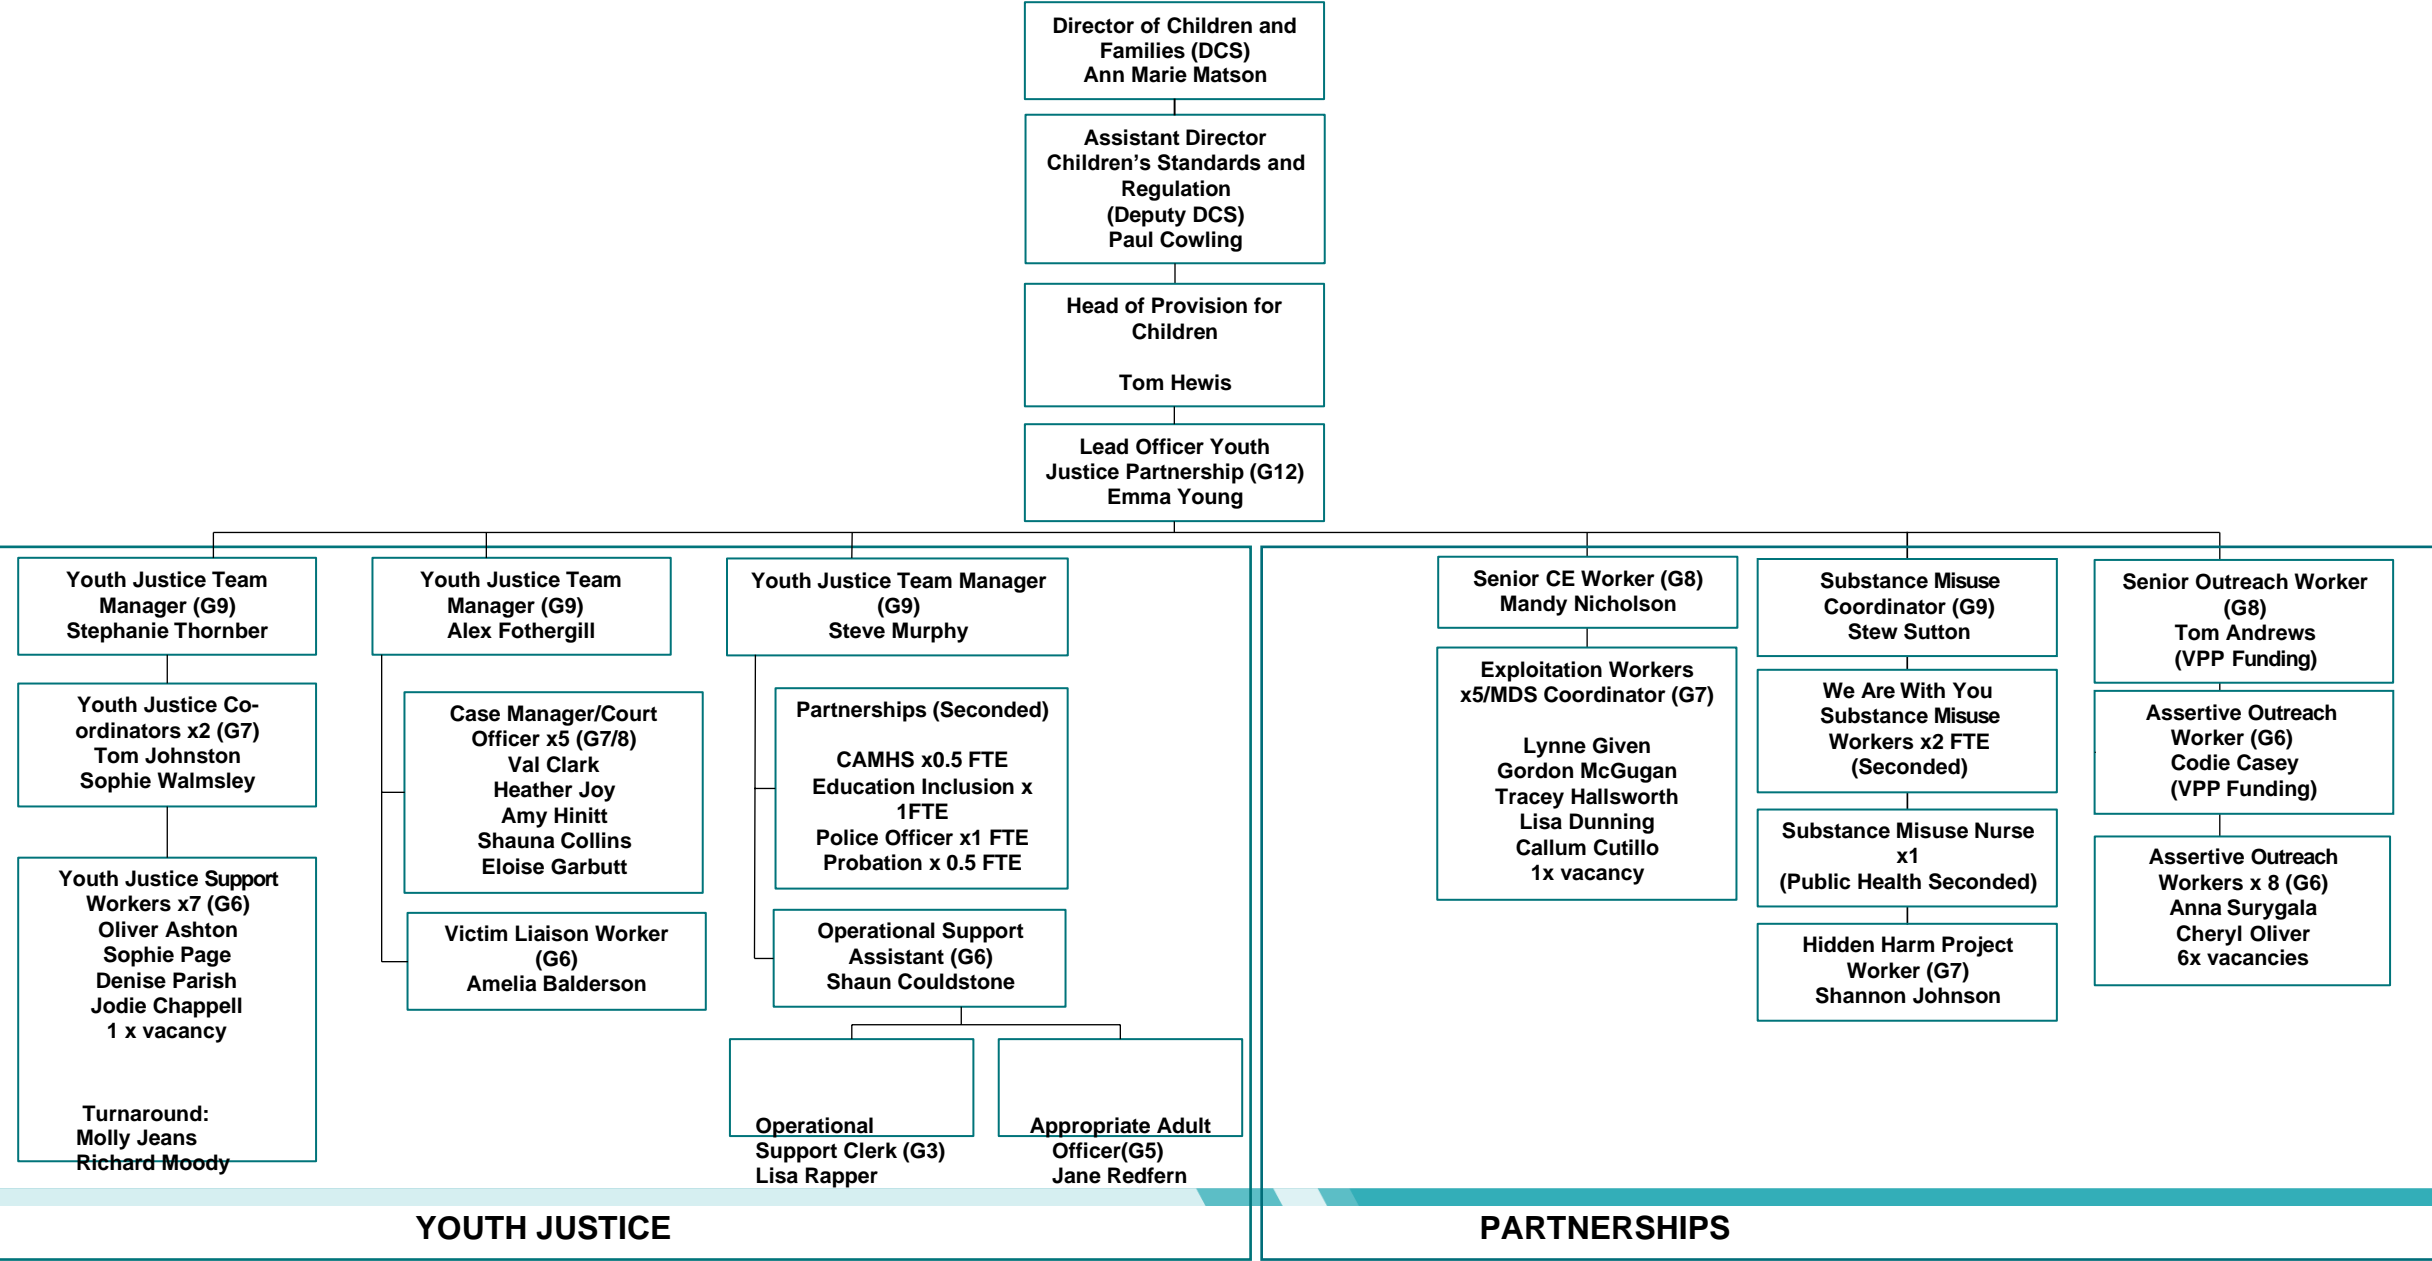 Director of Children and
Families (DCS)
Ann Marie Matson
Assistant Director
Children’s Standards and
Regulation
(Deputy DCS)
Paul Cowling
Head of Provision for
Children
Tom Hewis
Lead Officer Youth
Justice Partnership (G12)
Emma Young
Youth Justice Team
Manager (G9)
Stephanie Thornber
Youth Justice Co-
ordinators x2 (G7)
Tom Johnston
Sophie Walmsley
Youth Justice Support
Workers x7 (G6)
Oliver Ashton
Sophie Page
Denise Parish
Jodie Chappell
1 x vacancy
Turnaround:
Molly Jeans
Richard Moody
Youth Justice Team
Manager (G9)
Alex Fothergill
Case Manager/Court
Officer x5 (G7/8)
Val Clark
Heather Joy
Amy Hinitt
Shauna Collins
Eloise Garbutt
Victim Liaison Worker
(G6)
Amelia Balderson
Youth Justice Team Manager
(G9)
Steve Murphy
Partnerships (Seconded)
CAMHS x0.5 FTE
Education Inclusion x
1FTE
Police Officer x1 FTE
Probation x 0.5 FTE
Operational Support
Assistant (G6)
Shaun Couldstone
Operational
Support Clerk (G3)
Lisa Rapper
Appropriate Adult
Officer(G5)
Jane Redfern
Senior CE Worker (G8)
Mandy Nicholson
Exploitation Workers
x5/MDS Coordinator (G7)
Lynne Given
Gordon McGugan
Tracey Hallsworth
Lisa Dunning
Callum Cutillo
1x vacancy
Substance Misuse
Coordinator (G9)
Stew Sutton
We Are With You
Substance Misuse
Workers x2 FTE
(Seconded)
Substance Misuse Nurse
x1
(Public Health Seconded)
Hidden Harm Project
Worker (G7)
Shannon Johnson
Senior Outreach Worker
(G8)
Tom Andrews
(VPP Funding)
Assertive Outreach
Worker (G6)
Codie Casey
(VPP Funding)
Assertive Outreach
Workers x 8 (G6)
Anna Surygala
Cheryl Oliver
6x vacancies
YOUTH JUSTICE
PARTNERSHIPS